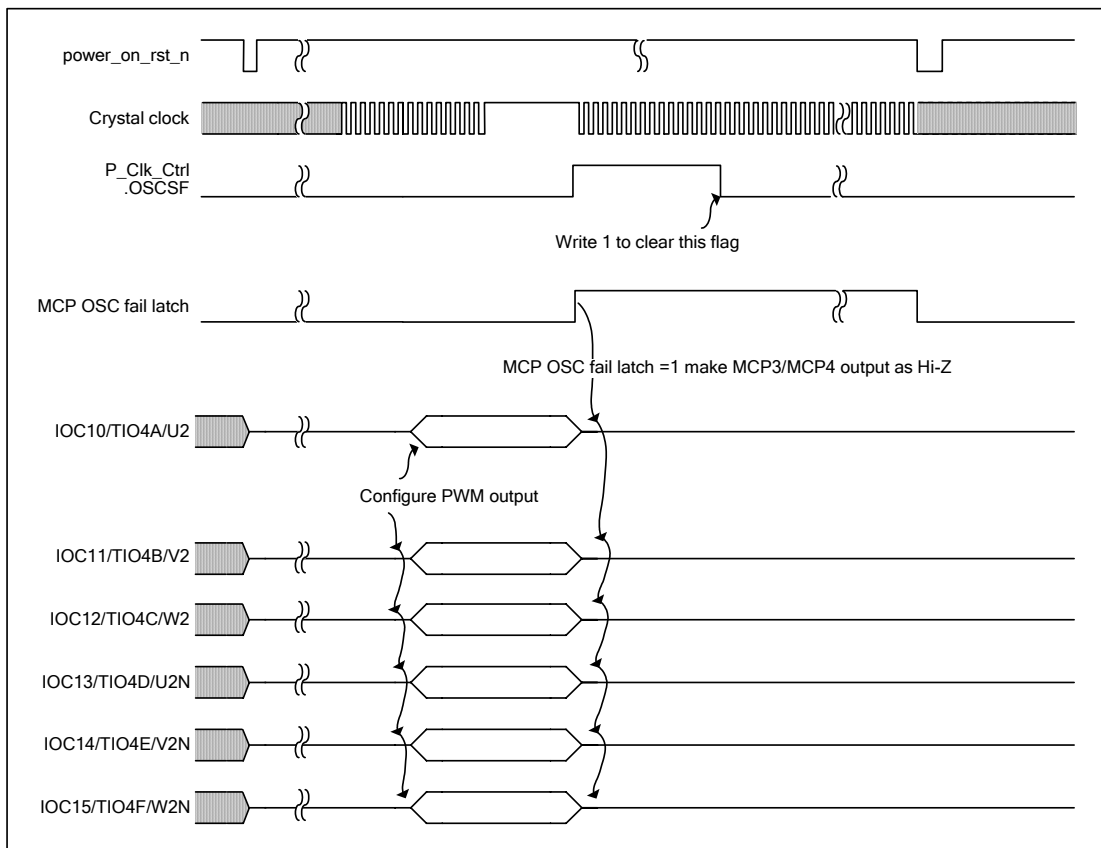 power_on_rst_n
Crystal clock
P_Clk_Ctrl
.OSCSF
Write 1 to clear this flag
MCP OSC fail latch
MCP OSC fail latch =1 make MCP3/MCP4 output as Hi-Z
IOC10/TIO4A/U2
Configure PWM output
IOC11/TIO4B/V2
IOC12/TIO4C/W2
IOC13/TIO4D/U2N
IOC14/TIO4E/V2N
IOC15/TIO4F/W2N